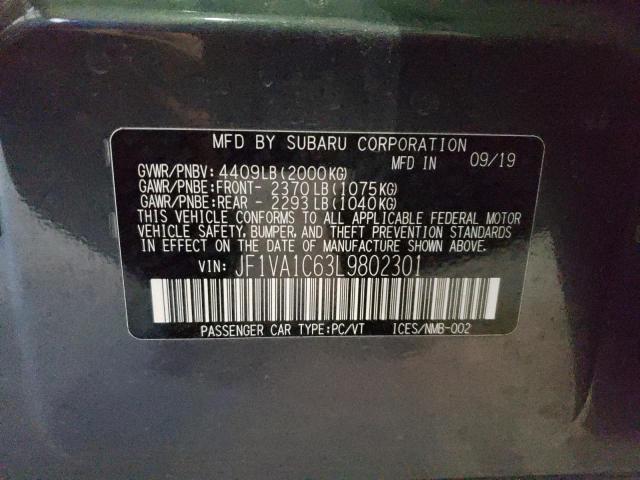 MFD BY SUBARU CORPORATION
MFD IN 09/19
GVWR/PNBV: 4409LB(2000KG)
GAWR/PNBE:FRONT- 2370LB(1075KG)
GAWR/PNBE:REAR - 2293LB(1040KG)
THIS VEHICLE CONFORMS TO ALL APPLICABLE FEDERAL MOTOR
VEHICLE SAFETY, BUMPER, AND THEFT PREVENTION STANDARDS
IN EFFECT ON THE DATE OF MANUFACTURE SHOWN ABOVE.
VIN: JF1VA1C63L9802301
PASSENGER CAR TYPE:PC/VT ICES/NMB-002